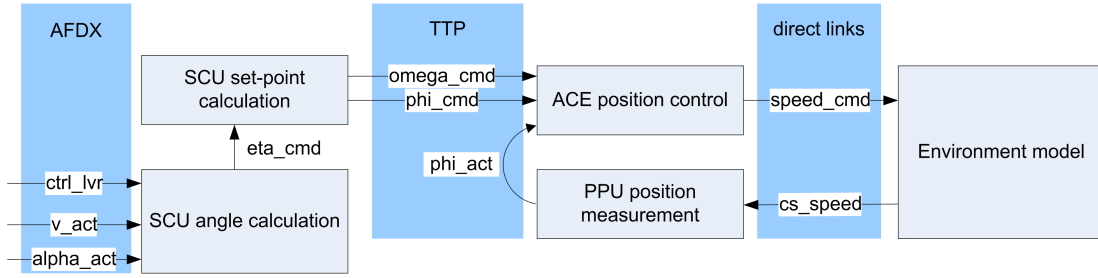 AFDX
TTP
direct links
SCU set-point
calculation
omega_cmd
phi_cmd
ACE position control
speed_cmd
eta_cmd
phi_act
Environment model
ctrl_lvr
v_act
alpha_act
SCU angle calculation
PPU position
measurement
cs_speed